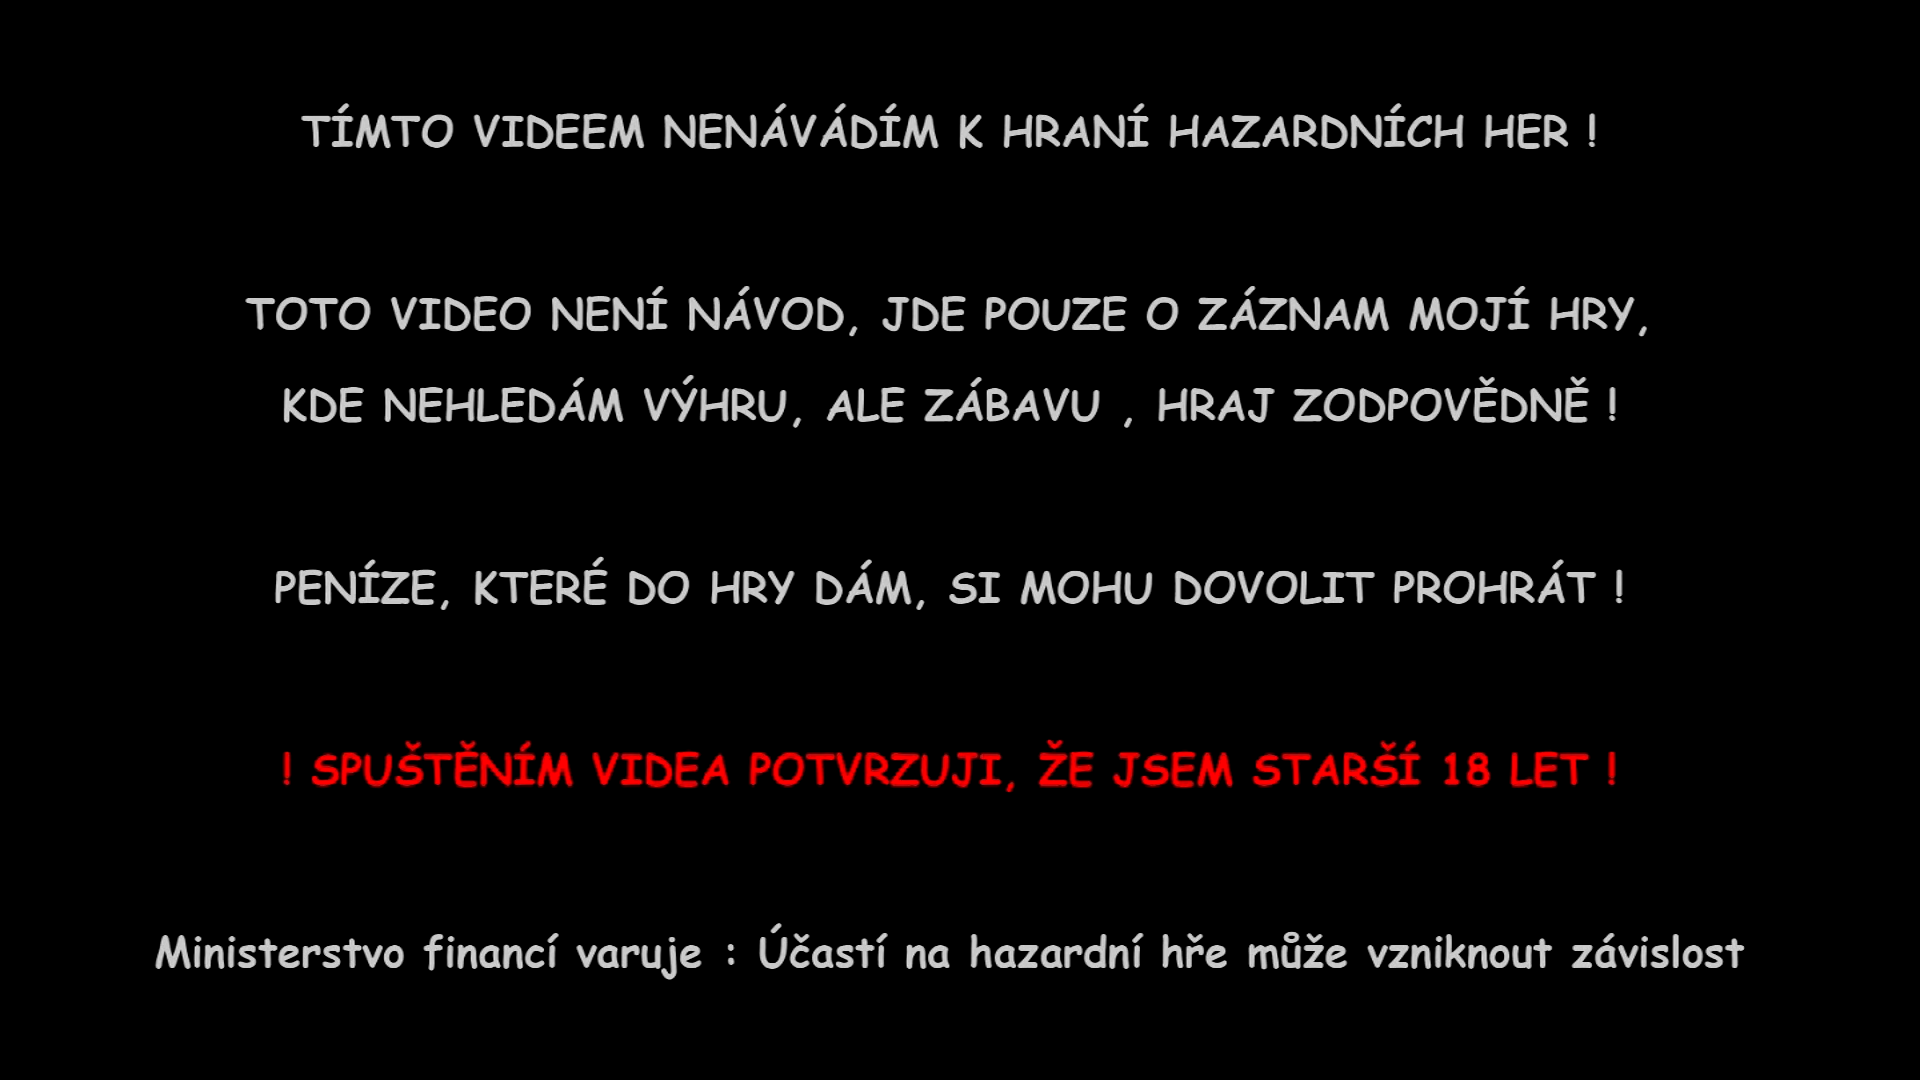 TÍMTO VIDEEM NENÁVÁDÍM K HRANÍ HAZARDNÍCH HER !
TOTO VIDEO NENÍ NÁVOD, JDE POUZE O ZÁZNAM MOJÍ HRY,
KDE NEHLEDÁM VÝHRU, ALE ZÁBAVU , HRAJ ZODPOVĚDNĚ !
PENÍZE, KTERÉ DO HRY DÁM, SI MOHU DOVOLIT PROHRÁT !
! SPUŠTĚNÍM VIDEA POTVRZUJI, ŽE JSEM STARŠÍ 18 LET !
Ministerstvo financí varuje : Účastí na hazardní hře může vzniknout závislost